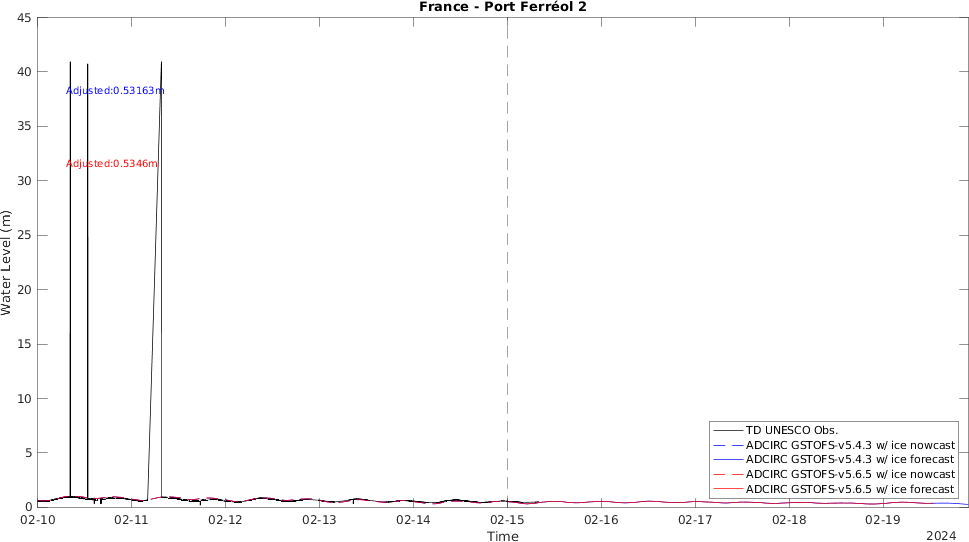 France - Port Ferréol 2
45
40
35
30
25
20
15
10
5
0
Water Level (m)
Adjusted:0.53163m
Adjusted:0.5346m
TD UNESCO Obs.
ADCIRC GSTOFS-v5.4.3 w/ ice nowcast
ADCIRC GSTOFS-v5.4.3 w/ ice forecast
ADCIRC GSTOFS-v5.6.5 w/ ice nowcast
ADCIRC GSTOFS-v5.6.5 w/ ice forecast
02-10 02-11 02-12 02-13 02-14 02-15 02-16 02-17 02-18 02-19
Time
2024